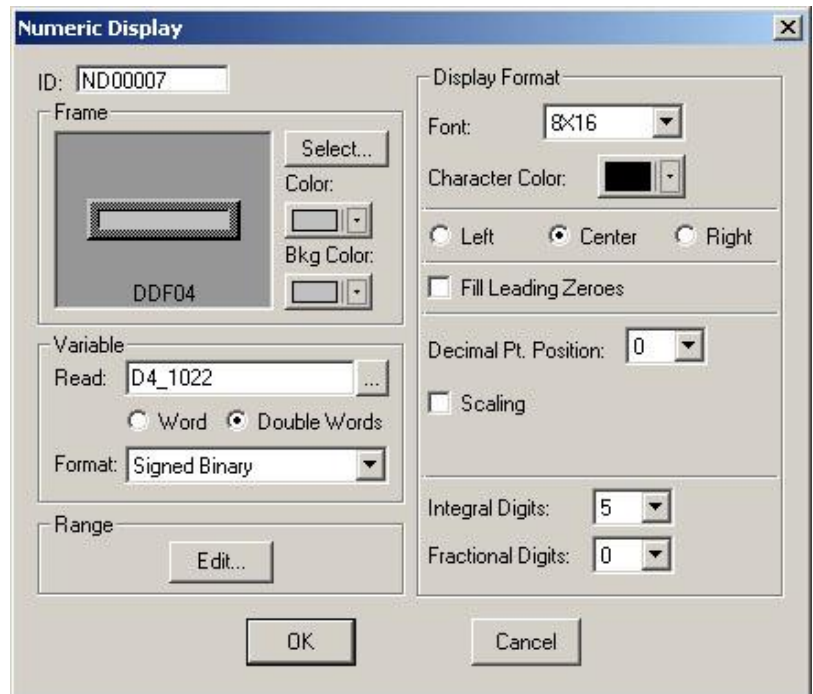 Numeric Display
ID: ND00007
Frame
Select...
Color:
Bkg Color:
DDF04
Variable
Read: D4_1022 ...
Word Double Words
Format: Signed Binary
Range
Edit...
Display Format
Font: 8X16
Character Color:
Left Center Right
Fill Leading Zeroes
Decimal Pt. Position: 0
Scaling
Integral Digits: 5
Fractional Digits: 0
OK Cancel